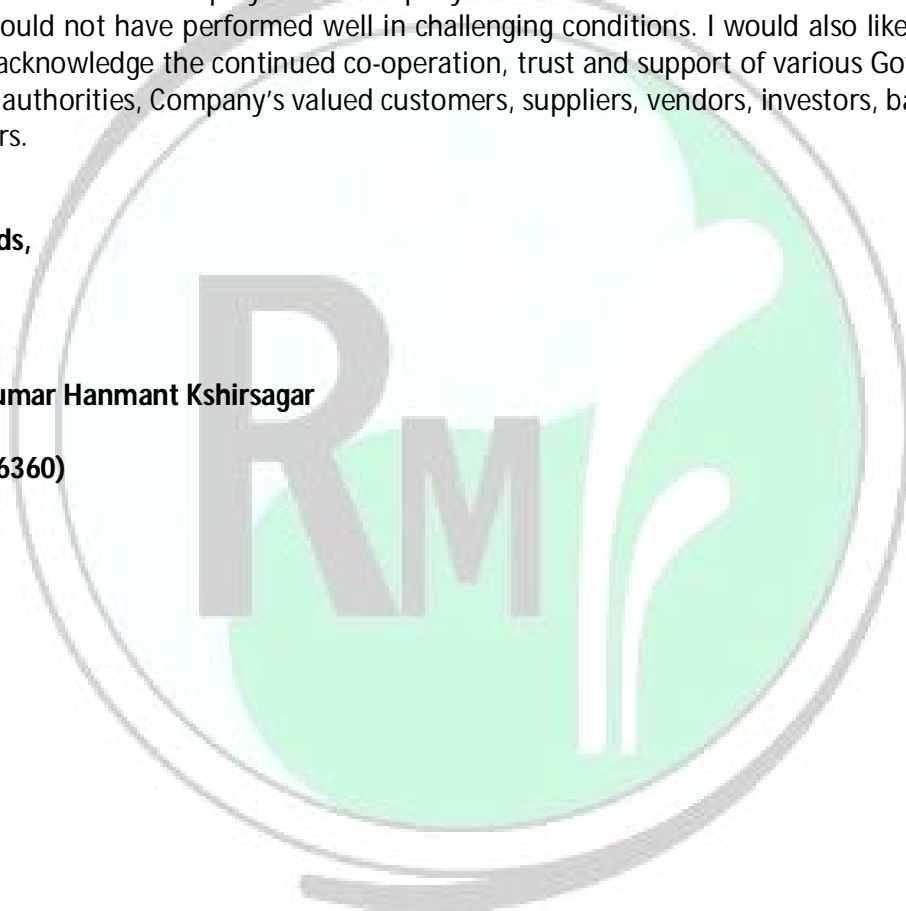 ould not have performed well in challenging conditions. I would also like
acknowledge the continued co-operation, trust and support of various Gov
authorities, Company's valued customers, suppliers, vendors, investors, ba
rs.
ds,
umar Hanmant Kshirsagar
6360)
RM